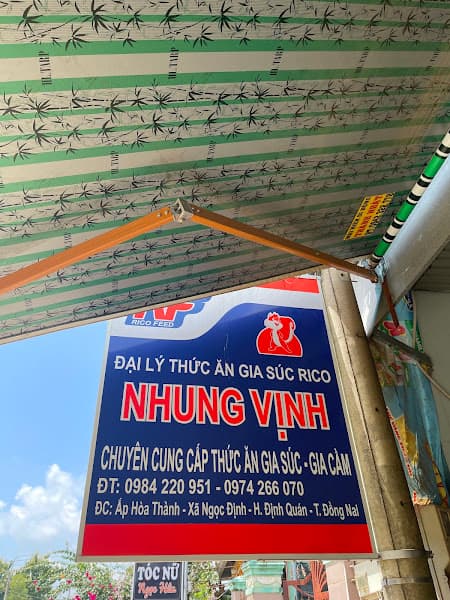 RICO FEED
ĐẠI LÝ THỨC ĂN GIA SÚC RICO
NHUNG VỊNH
CHUYÊN CUNG CẤP THỨC ĂN GIA SÚC - GIA CẦM
ĐT: 0984 220 951 - 0974 266 070
ĐC: Ấp Hòa Thành - Xã Ngọc Định - H. Định Quán - T. Đồng Nai
TÓC NỮ